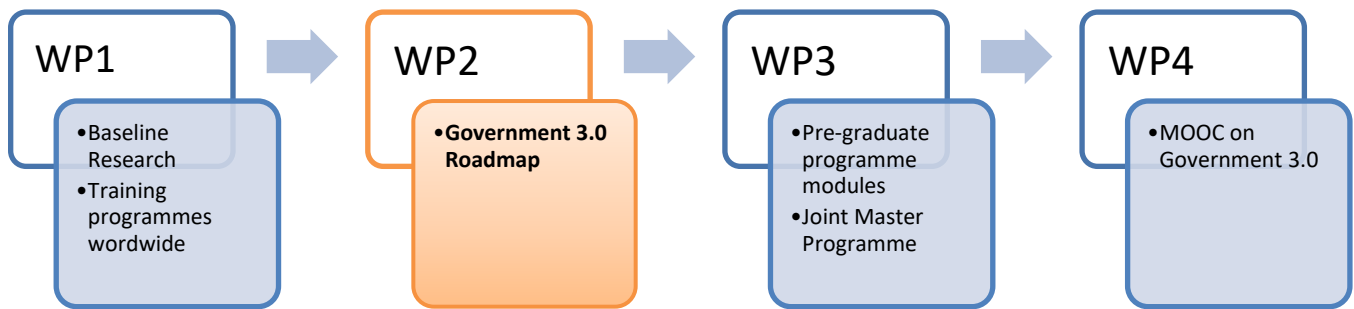 WP1
•Baseline
Research
•Training
programmes
wordwide
WP2
•Government 3.0
Roadmap
WP3
•Pre-graduate
programme
modules
•Joint Master
Programme
WP4
•MOOC on
Government 3.0